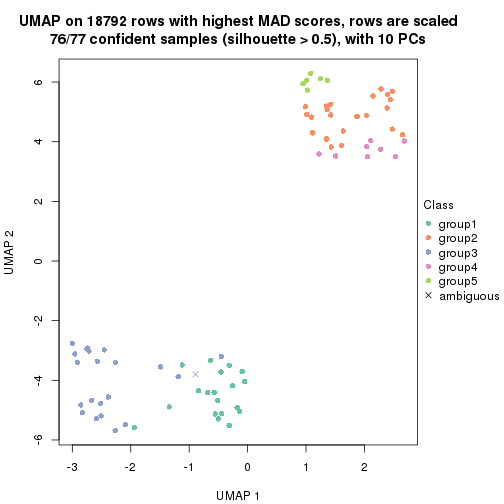 UMAP on 18792 rows with highest MAD scores, rows are scaled
76/77 confident samples (silhouette > 0.5), with 10 PCs
6
4
2
0
-2
-4
-6
UMAP 2
-3
-2
-1
0
1
2
UMAP 1
Class
group1
group2
group3
group4
group5
ambiguous